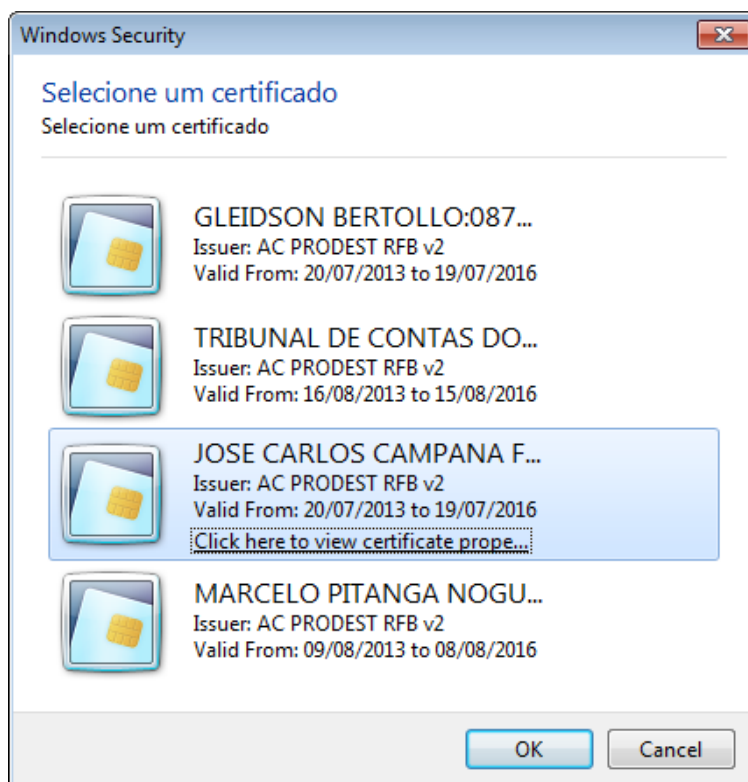 Windows Security
Selecione um certificado
Selecione um certificado
GLEIDSON BERTOLLO:087...
Issuer: AC PRODEST RFB v2
Valid From: 20/07/2013 to 19/07/2016
TRIBUNAL DE CONTAS DO...
Issuer: AC PRODEST RFB v2
Valid From: 16/08/2013 to 15/08/2016
JOSE CARLOS CAMPANA F...
Issuer: AC PRODEST RFB v2
Valid From: 20/07/2013 to 19/07/2016
Click here to view certificate prope...
MARCELO PITANGA NOGU...
Issuer: AC PRODEST RFB v2
Valid From: 09/08/2013 to 08/08/2016
OK Cancel